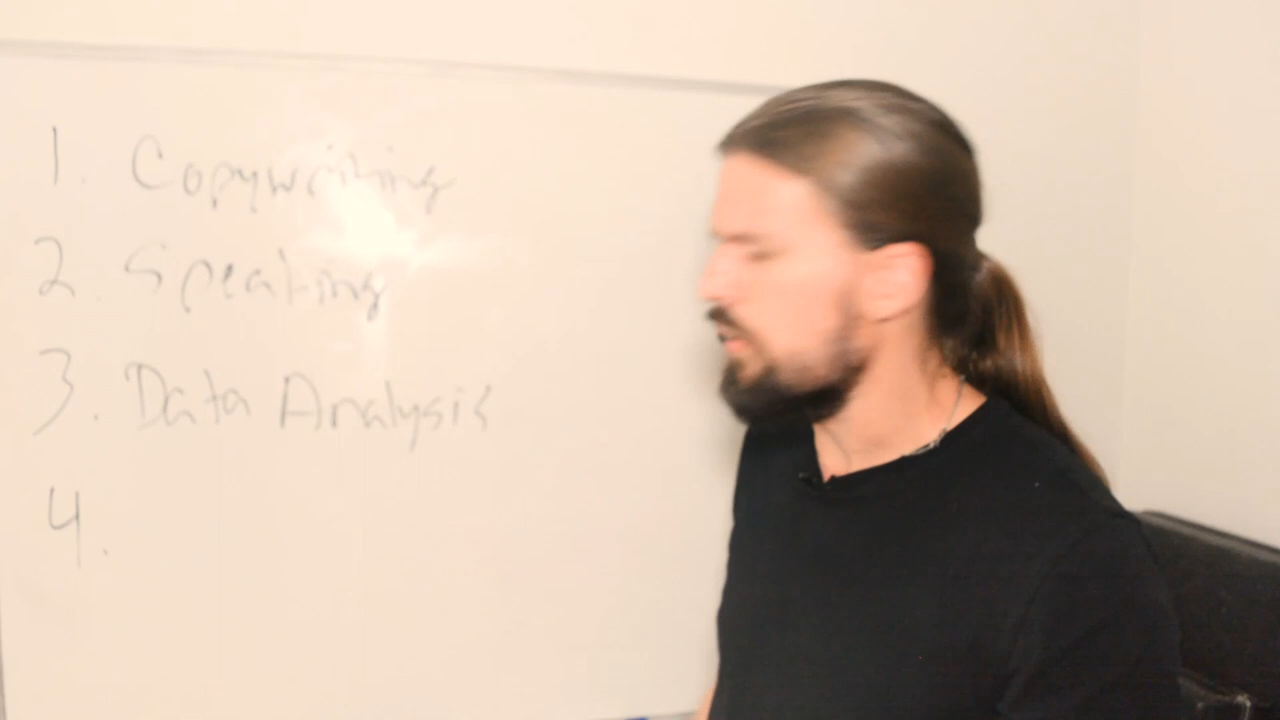 1. Copywriting
2. Speaking
3. Data Analysis
4.